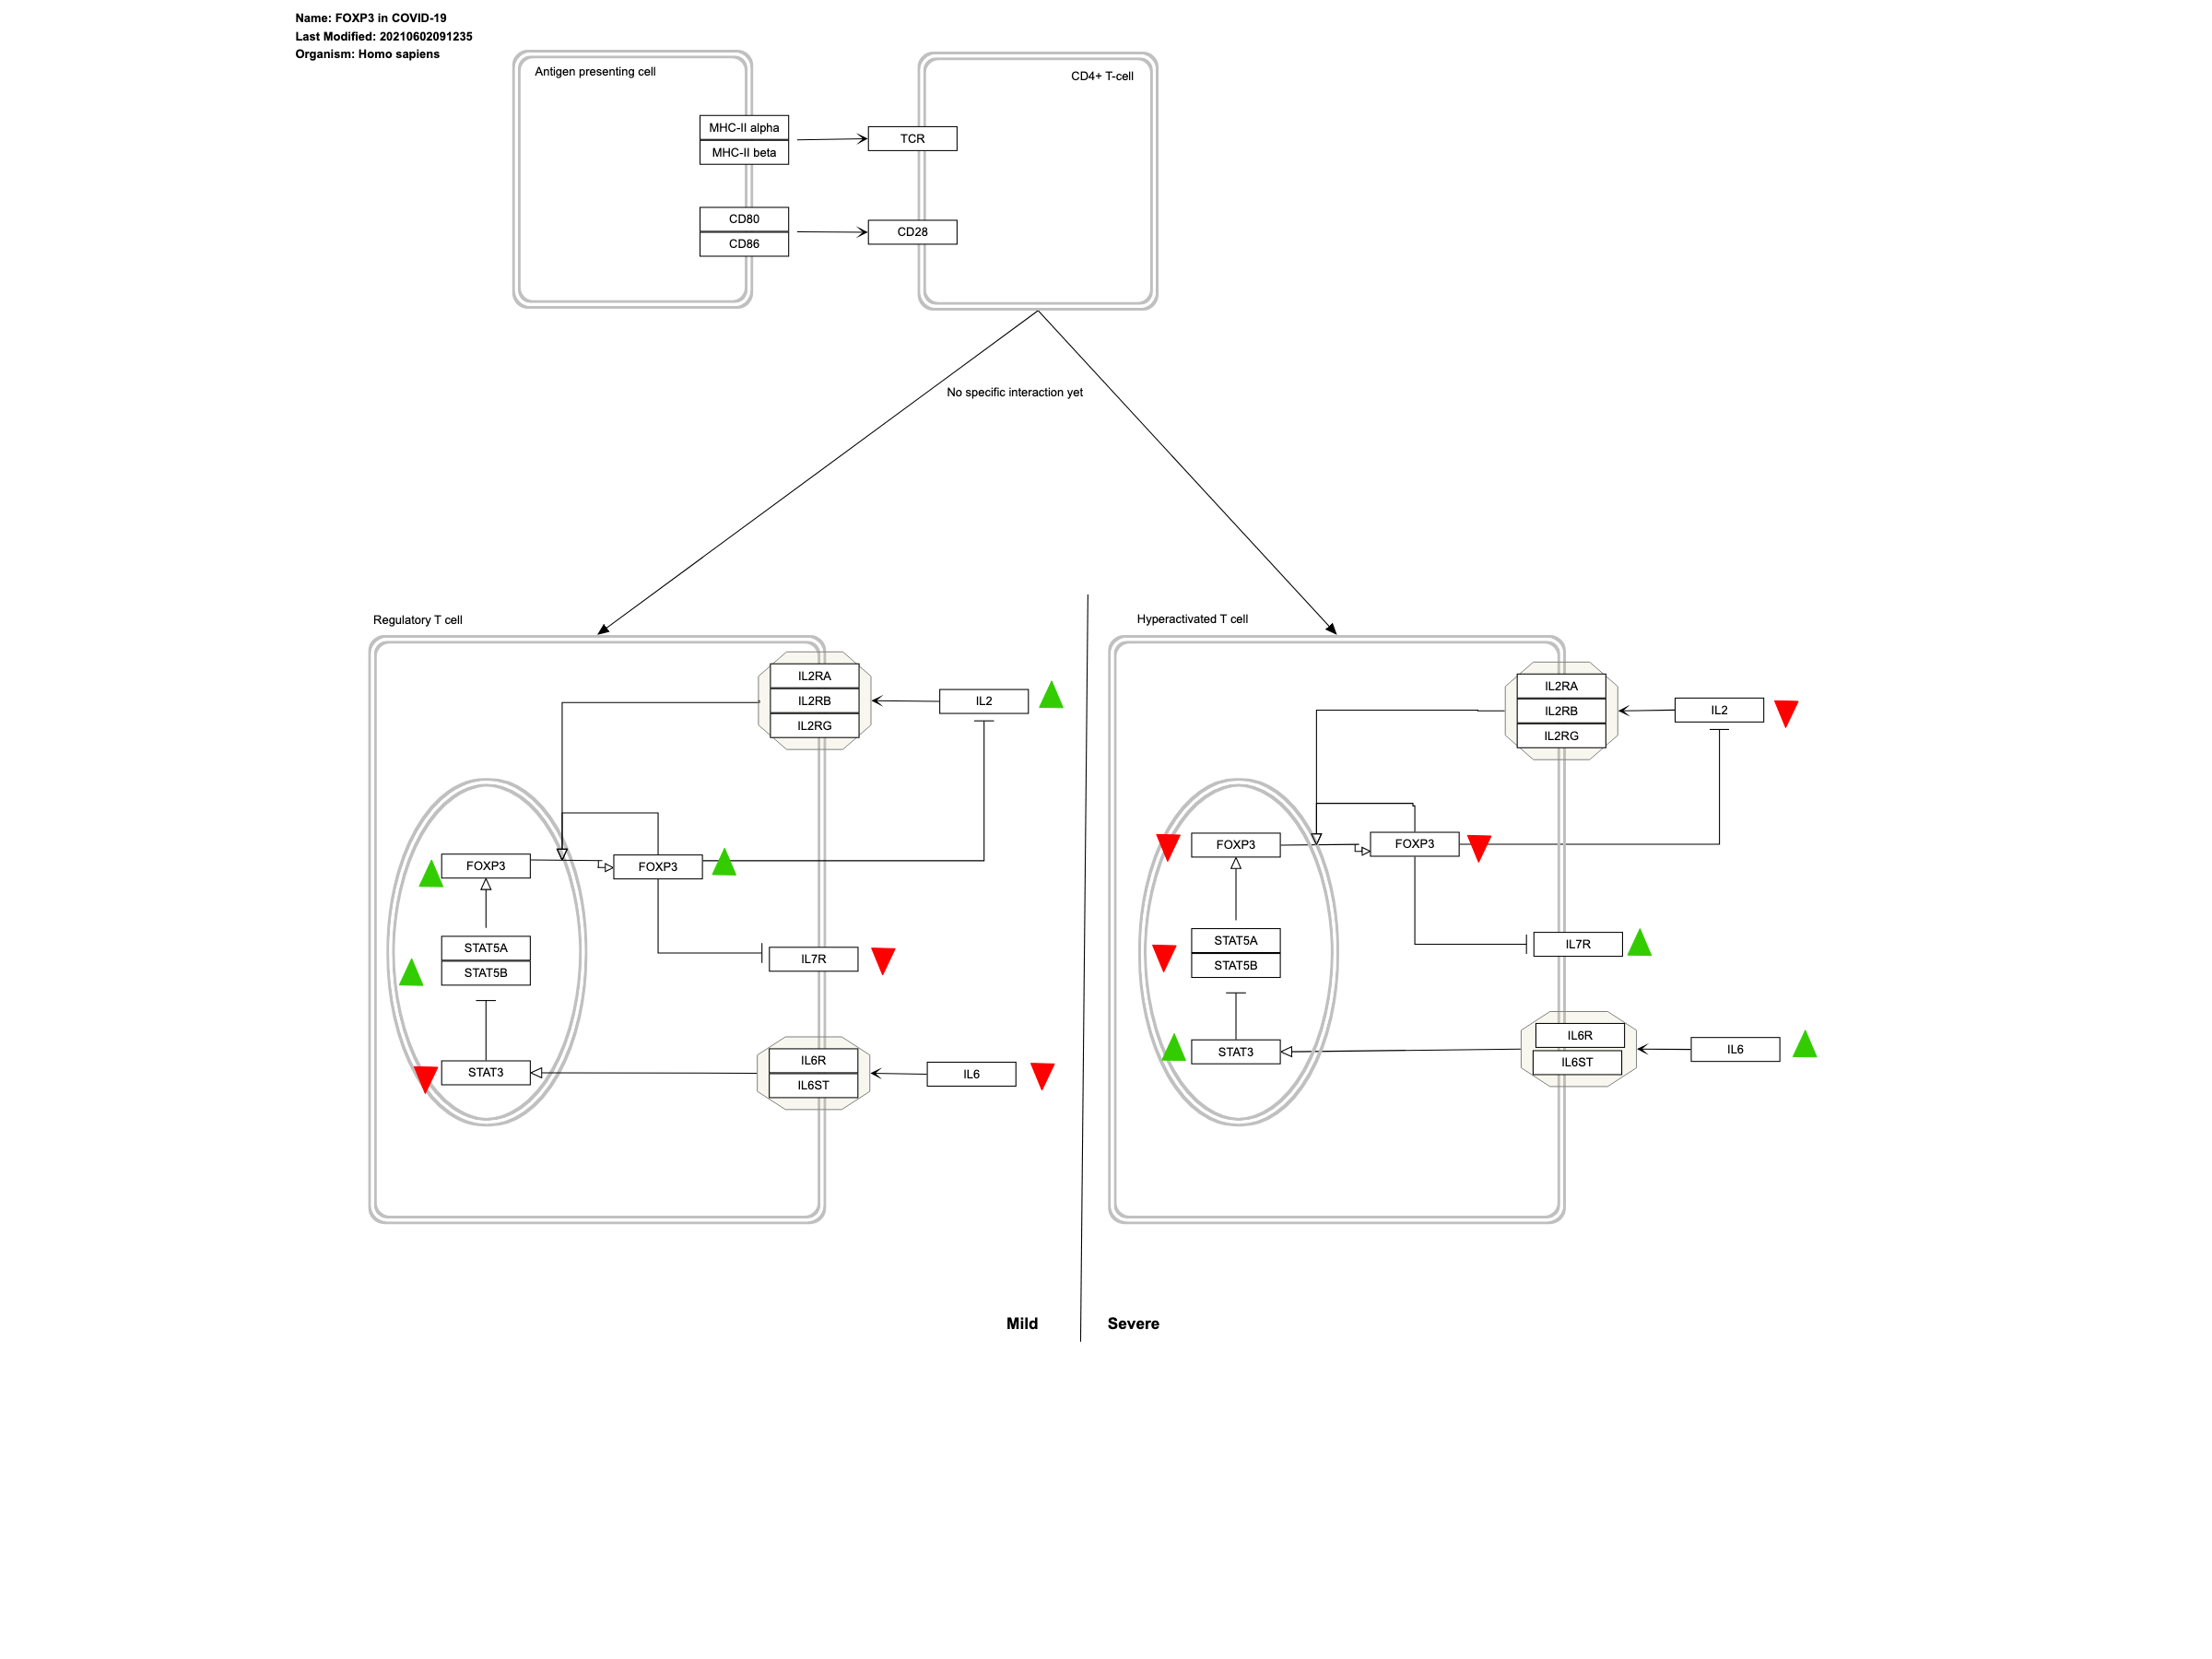 Name: FOXP3 in COVID-19
Last Modified: 20210602091235
Organism: Homo sapiens
Antigen presenting cell
CD4+ T-cell
MHC-II alpha
MHC-II beta
TCR
CD80
CD86
CD28
No specific interaction yet
Regulatory T cell
IL2RA
IL2RB
IL2RG
IL2
FOXP3
FOXP3
STAT5A
STAT5B
IL7R
STAT3
IL6R
IL6ST
IL6
Hyperactivated T cell
IL2RA
IL2RB
IL2RG
IL2
FOXP3
FOXP3
STAT5A
STAT5B
IL7R
STAT3
IL6R
IL6ST
IL6
Mild
Severe